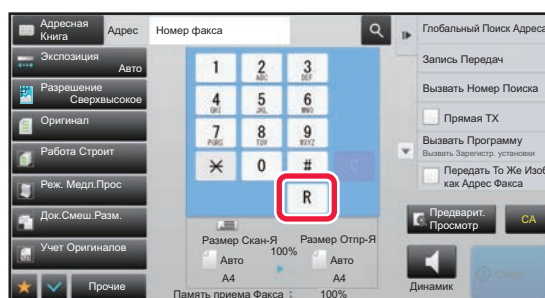 Адресная
Книга
Адрес
Номер факса
Глобальный Поиск Адреса
Экспозиция
Авто
Запись Передач
Разрешение
Сверхвысокое
Вызвать Номер Поиска
Оригинал
Прямая TX
Работа Строит
Вызвать Программу
Вызвать Зарегистр. установки
Реж. Медл.Прос
Передать То Же Изоб
как Адрес Факса
Док.Смеш.Разм.
Предварит.
Просмотр
CA
Учет Оригиналов
Прочие
1
2
ABC
3
DEF
4
GHI
5
JKL
6
MNO
7
PQRS
8
TUV
9
WXYZ
0
#
C
R
Размер Скан-Я
100%
Размер Отпр-Я
Авто
Авто
A4
A4
Память приема Факса : 100%
Динамик
Старт